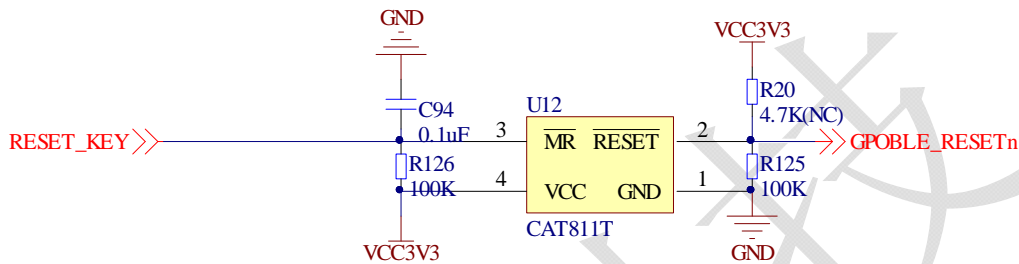 GND
VCC3V3
C94
0.1uF
R20
4.7K(NC)
U12
RESET_KEY
3
MR
RESET
2
GPOBLE_RESETn
R126
100K
4
VCC
GND
1
R125
100K
CAT811T
VCC3V3
GND